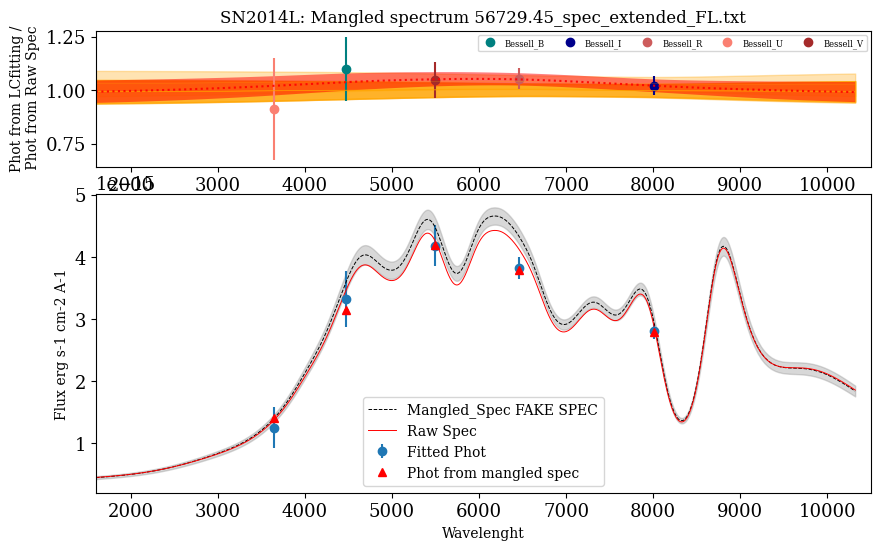 SN2014L: Mangled spectrum 56729.45_spec_extended_FL.txt
Phot from LCfitting /
Phot from Raw Spec
1.25
1.00
0.75
Bessell_B Bessell_I Bessell_R Bessell_U Bessell_V
2000 3000 4000 5000 6000 7000 8000 9000 10000
1e−15
5
4
3
2
1
Flux erg s-1 cm-2 A-1
Mangled_Spec FAKE SPEC
Raw Spec
Fitted Phot
Phot from mangled spec
2000 3000 4000 5000 6000 7000 8000 9000 10000
Wavelenght